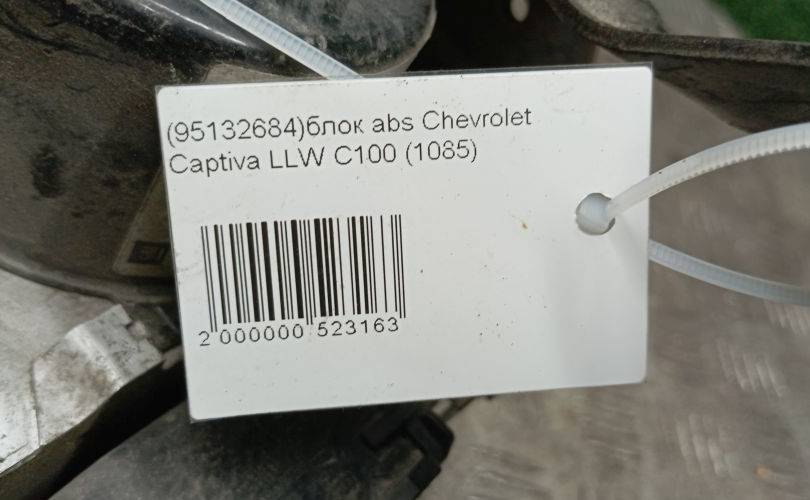 (95132684)блок abs Chevrolet
Captiva LLW C100 (1085)
2 000000 523163